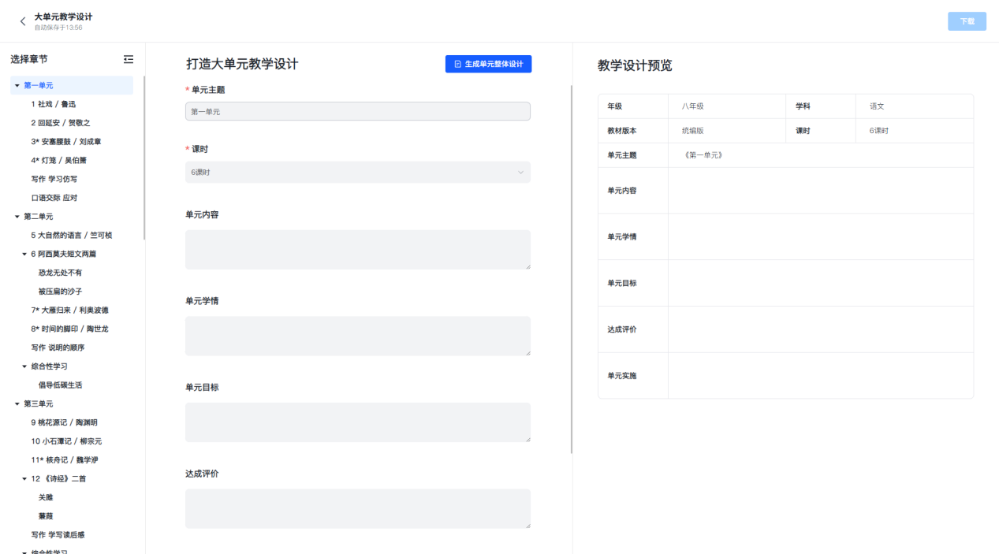 大单元教学设计
自动保存于13:56
下载
选择章节
第一单元
1 社戏 / 鲁迅
2 回延安 / 贺敬之
3* 安塞腰鼓 / 刘成章
4* 灯笼 / 吴伯箫
写作 学习仿写
口语交际 应对
第二单元
5 大自然的语言 / 竺可桢
6 阿西莫夫短文两篇
恐龙无处不有
被压扁的沙子
7* 大雁归来 / 利奥波德
8* 时间的脚印 / 陶世龙
写作 说明的顺序
综合性学习
倡导低碳生活
第三单元
9 桃花源记 / 陶渊明
10 小石潭记 / 柳宗元
11* 核舟记 / 魏学洢
12 《诗经》二首
关雎
蒹葭
写作 学写读后感
综合性学习
打造大单元教学设计
生成单元整体设计
* 单元主题
第一单元
* 课时
6课时
单元内容
单元学情
单元目标
达成评价
教学设计预览
年级 八年级 学科 语文
教材版本 统编版 课时 6课时
单元主题 《第一单元》
单元内容
单元学情
单元目标
达成评价
单元实施